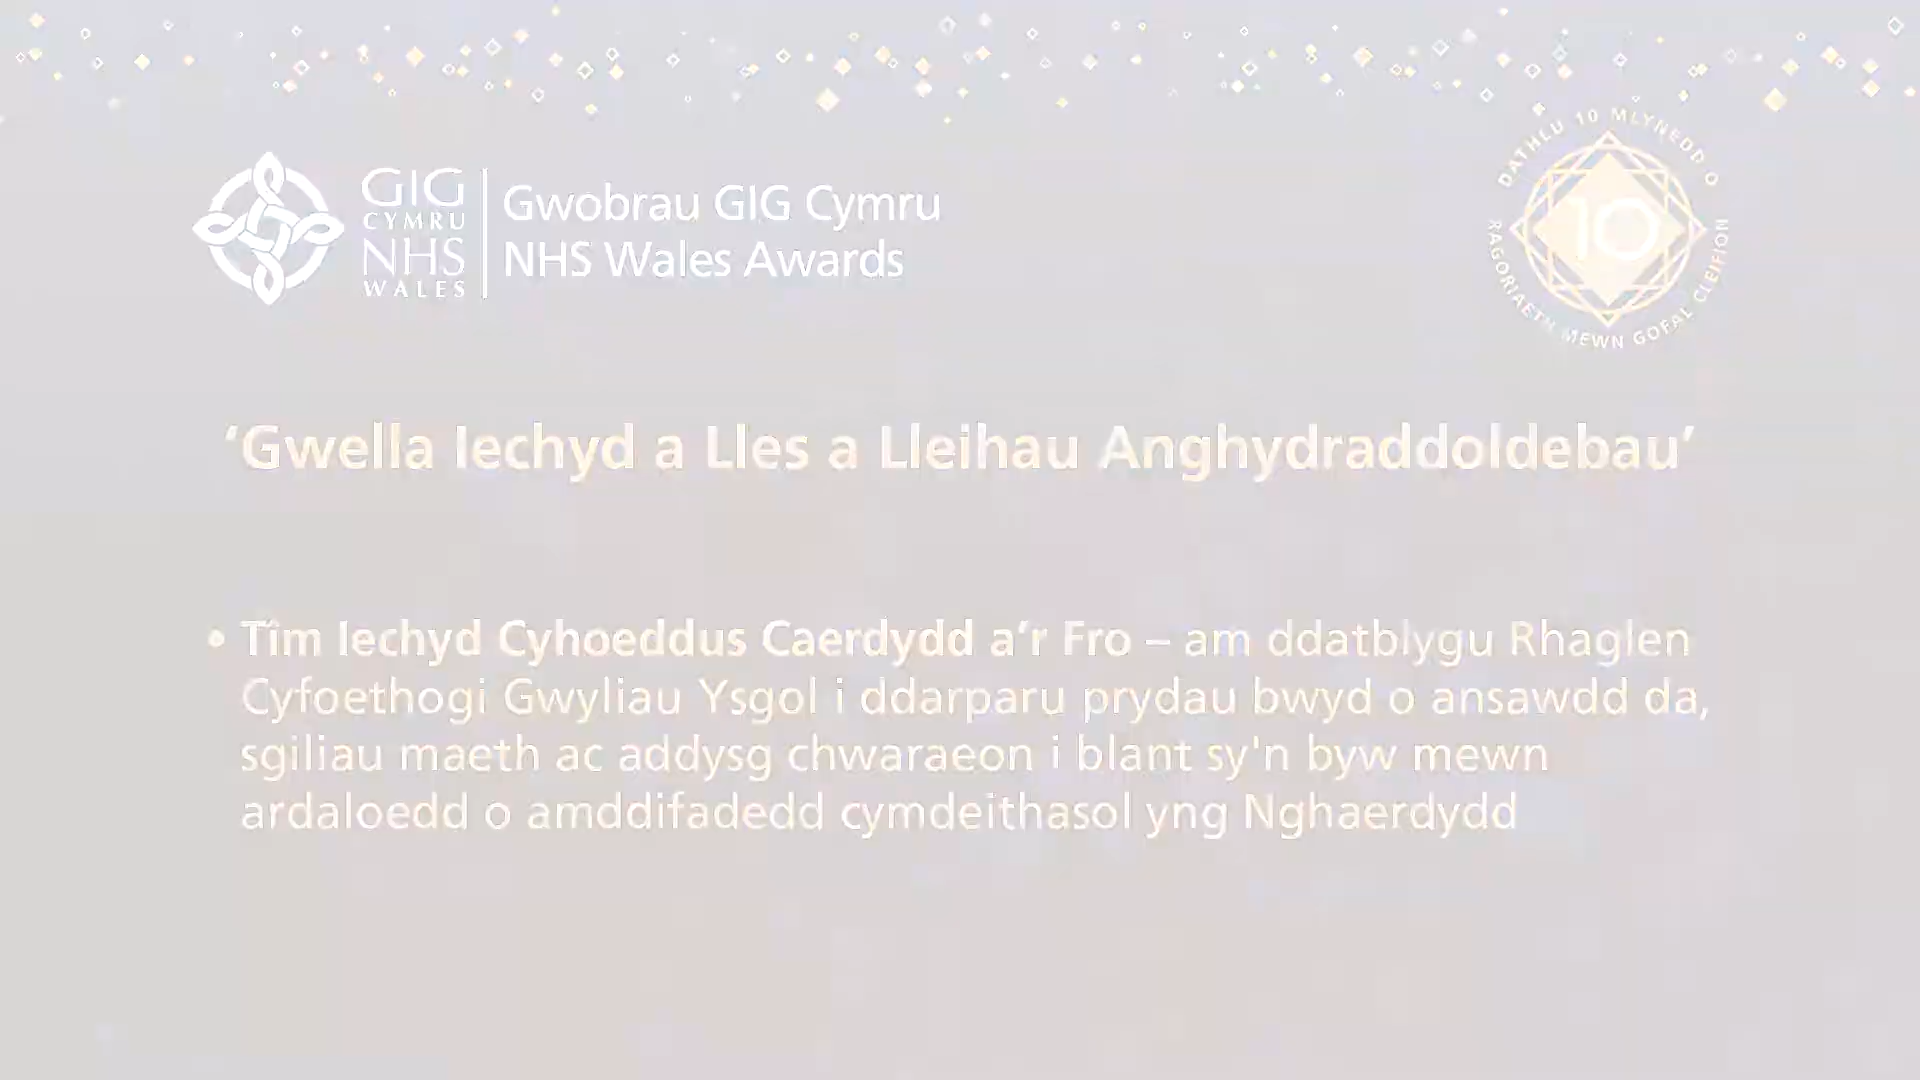 GIG
CYMRU
NHS
WALES
Gwobrau GIG Cymru
NHS Wales Awards
DATHLU 10 MLYNEDD O
10
RAGORIAETH MEWN GOFAL CLEIFION
‘Gwella Iechyd a Lles a Lleihau Anghydraddoldebau’
• Tîm Iechyd Cyhoeddus Caerdydd a’r Fro – am ddatblygu Rhaglen
Cyfoethogi Gwyliau Ysgol i ddarparu prydau bwyd o ansawdd da,
sgiliau maeth ac addysg chwaraeon i blant sy'n byw mewn
ardaloedd o amddifadedd cymdeithasol yng Nghaerdydd